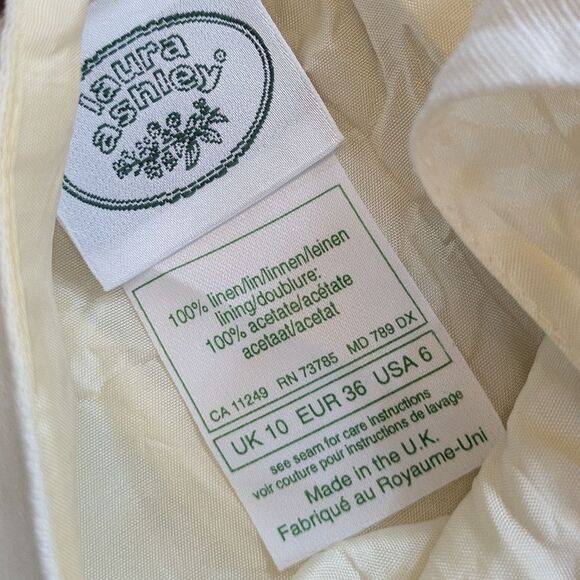 laura
ashley
100% linen/lin/linnen/leinen
lining/doubiure:
100% acetate/acétate
acetaat/acetat
CA 11249 RN 73785 MD 789 DX
UK 10 EUR 36 USA 6
see seam for care instructions
voir couture pour instructions de lavage
Made in the U.K.
Fabriqué au Royaume-Uni